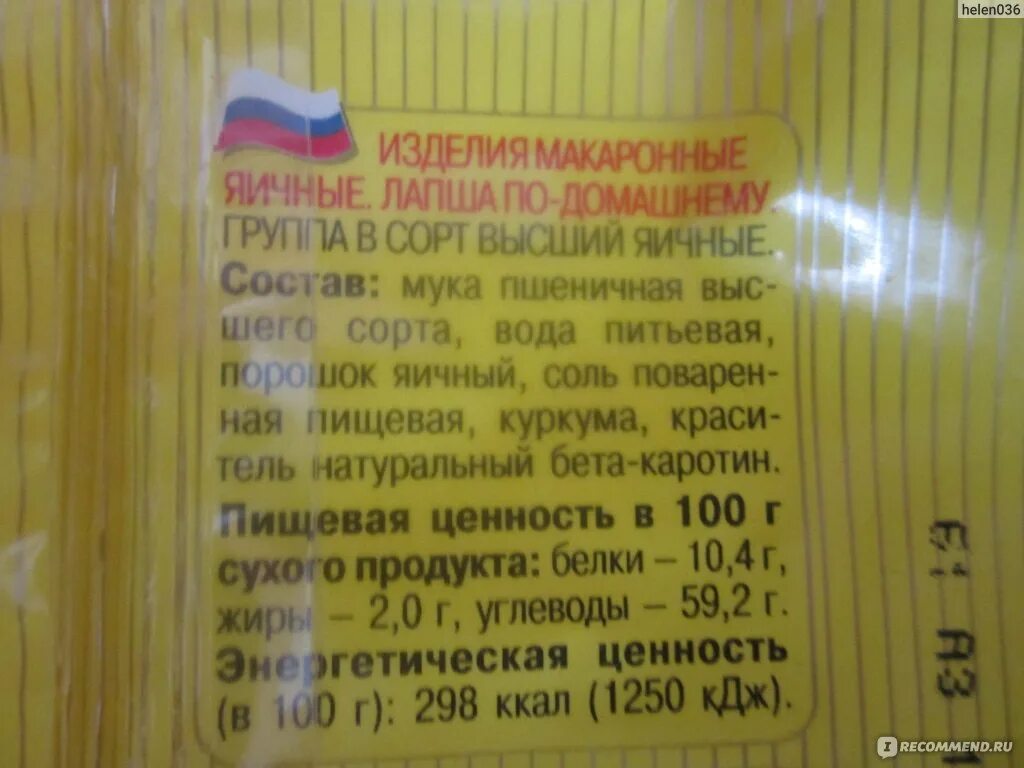 helen036
ИЗДЕЛИЯ МАКАРОННЫЕ
ЯИЧНЫЕ. ЛАПША ПО-ДОМАШНЕМУ.
ГРУППА В СОРТ ВЫСШИЙ ЯИЧНЫЕ.
Состав: мука пшеничная выс-
шего сорта, вода питьевая,
порошок яичный, соль поварен-
ная пищевая, куркума, краси-
тель натуральный бета-каротин.
Пищевая ценность в 100 г
сухого продукта: белки – 10,4 г,
жиры – 2,0 г, углеводы – 59,2 г.
Энергетическая ценность
(в 100 г): 298 ккал (1250 кДж).
I RECOMMEND.RU